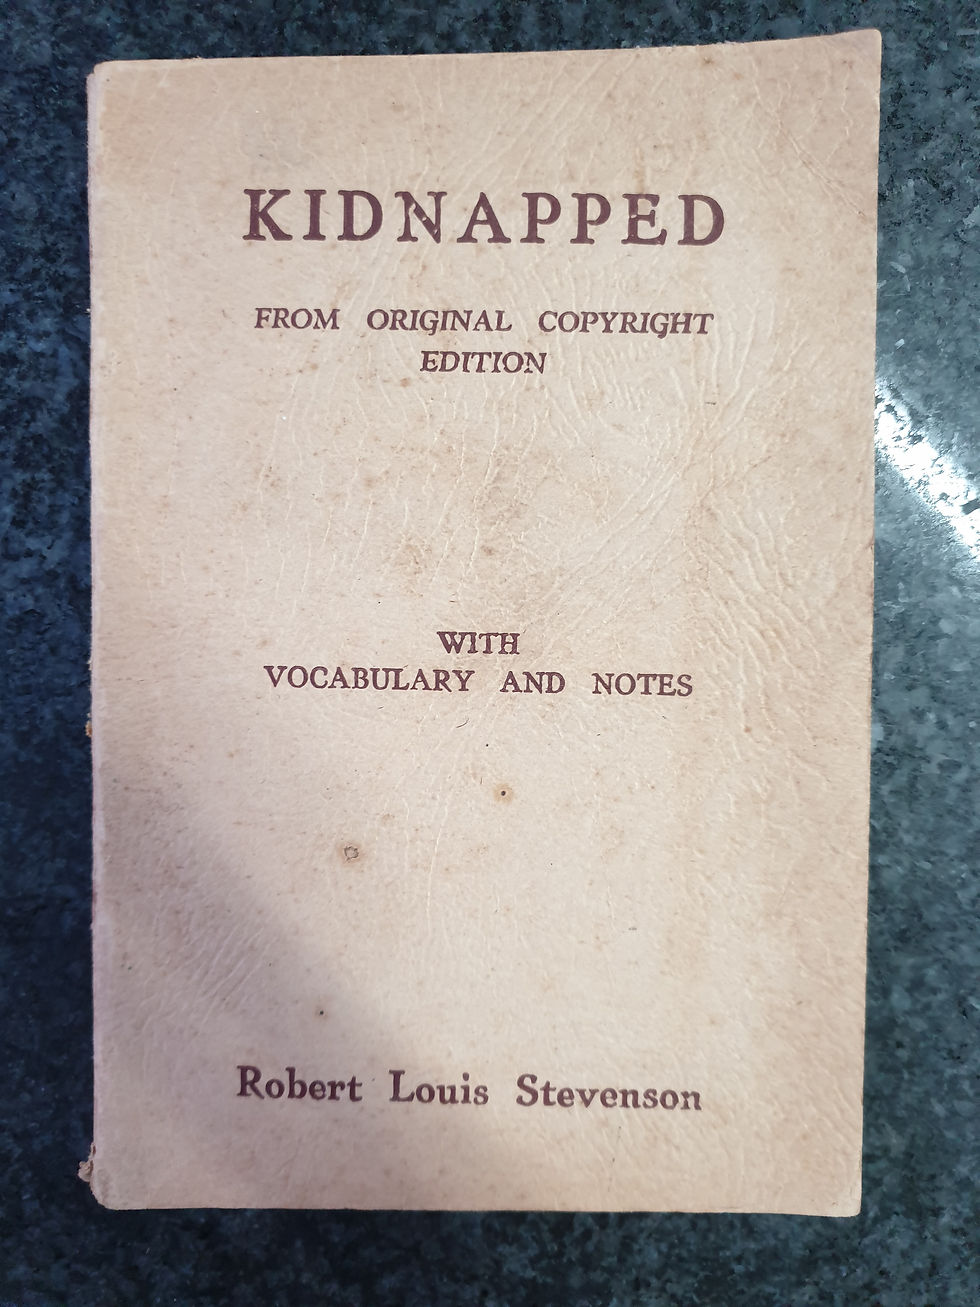 KIDNAPPED
FROM ORIGINAL COPYRIGHT
EDITION
WITH
VOCABULARY AND NOTES
Robert Louis Stevenson